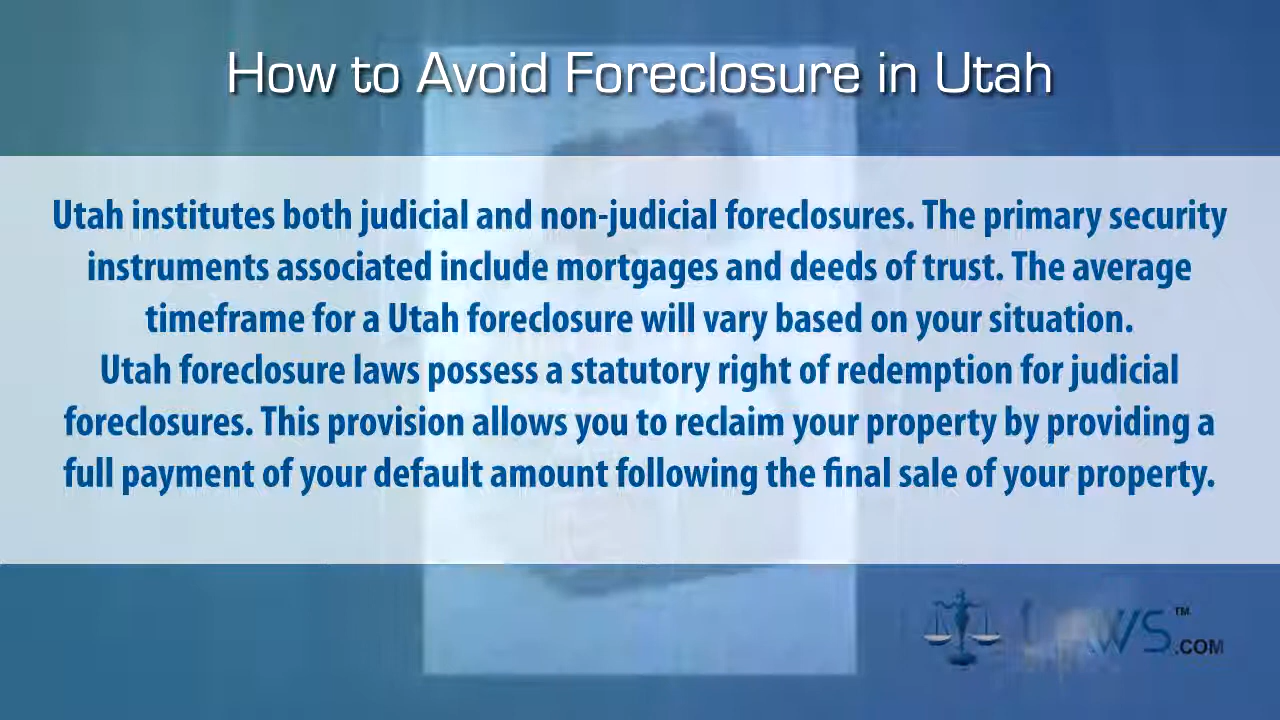 How to Avoid Foreclosure in Utah
Utah institutes both judicial and non-judicial foreclosures. The primary security
instruments associated include mortgages and deeds of trust. The average
timeframe for a Utah foreclosure will vary based on your situation.
Utah foreclosure laws possess a statutory right of redemption for judicial
foreclosures. This provision allows you to reclaim your property by providing a
full payment of your default amount following the final sale of your property.
LAWS™.COM